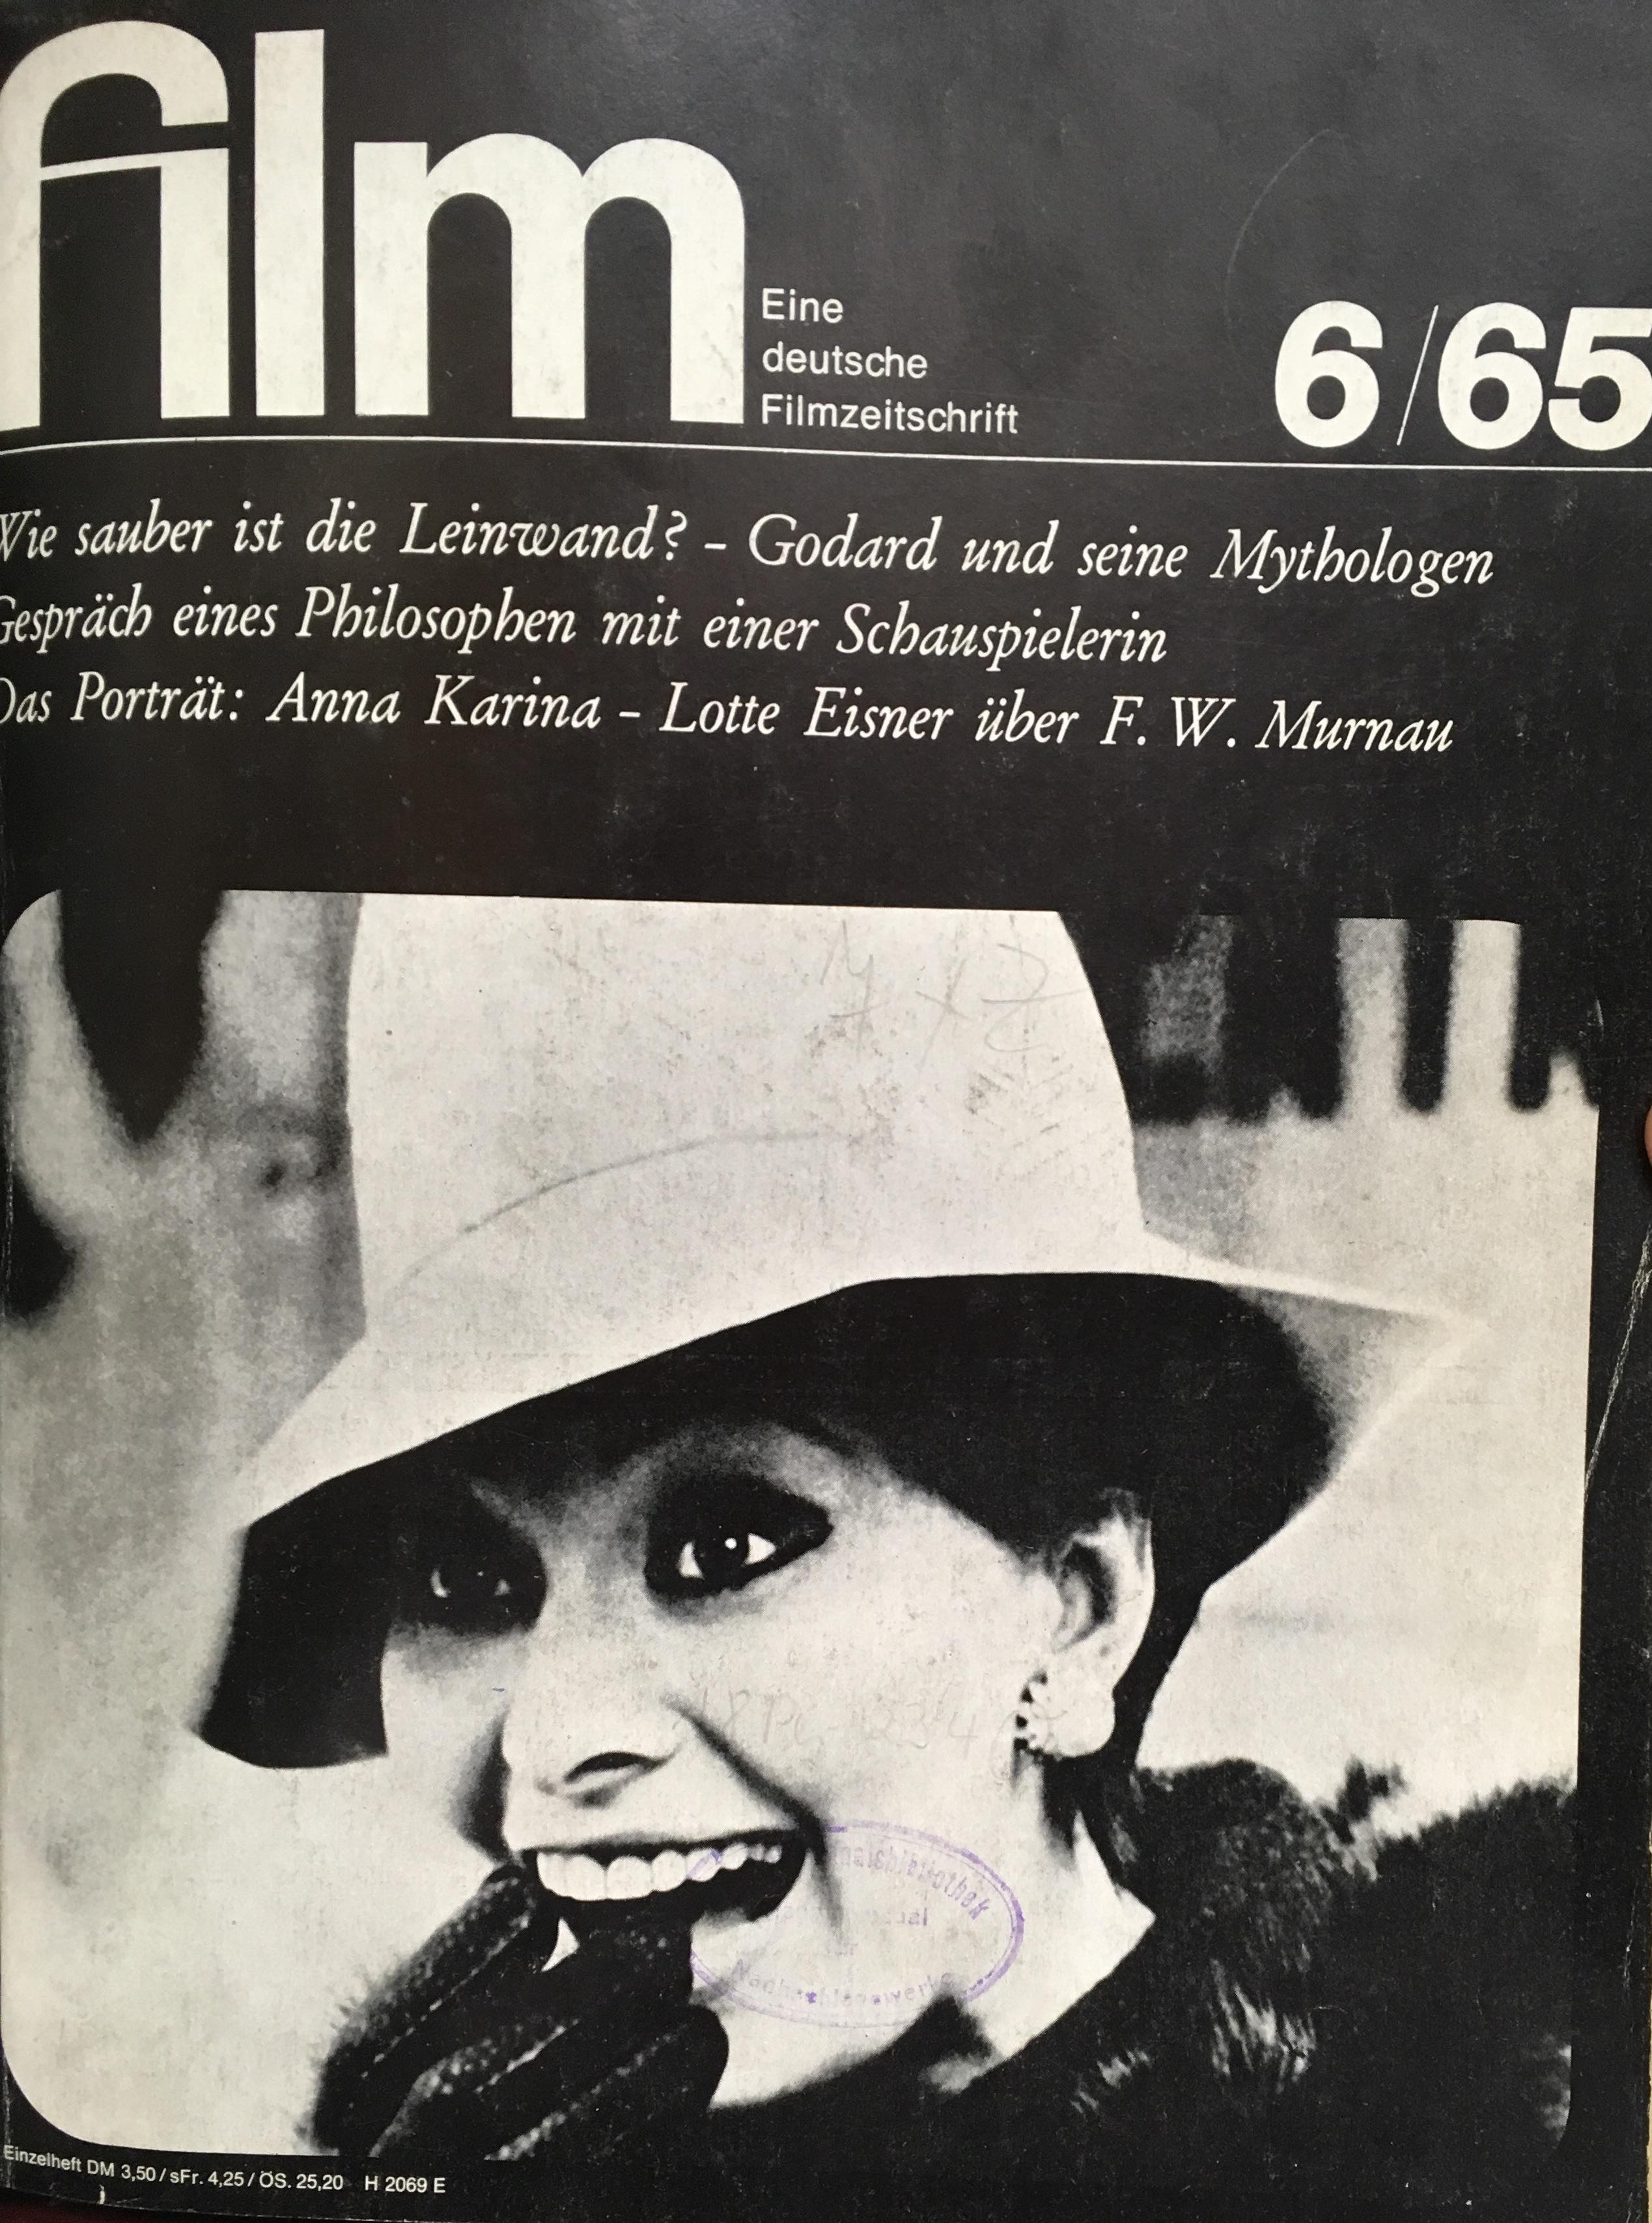 film
Eine
deutsche
Filmzeitschrift
6/65
Wie sauber ist die Leinwand? – Godard und seine Mythologen
Gespräch eines Philosophen mit einer Schauspielerin
Das Porträt: Anna Karina – Lotte Eisner über F. W. Murnau
Einzelheft DM 3,50 / sFr. 4,25 / ÖS. 25,20 H 2069 E